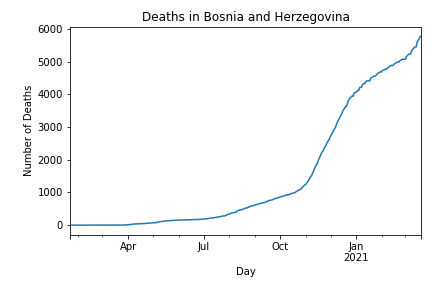 Deaths in Bosnia and Herzegovina
6000
5000
4000
3000
2000
1000
0
Number of Deaths
Apr
Jul
Oct
Jan
2021
Day